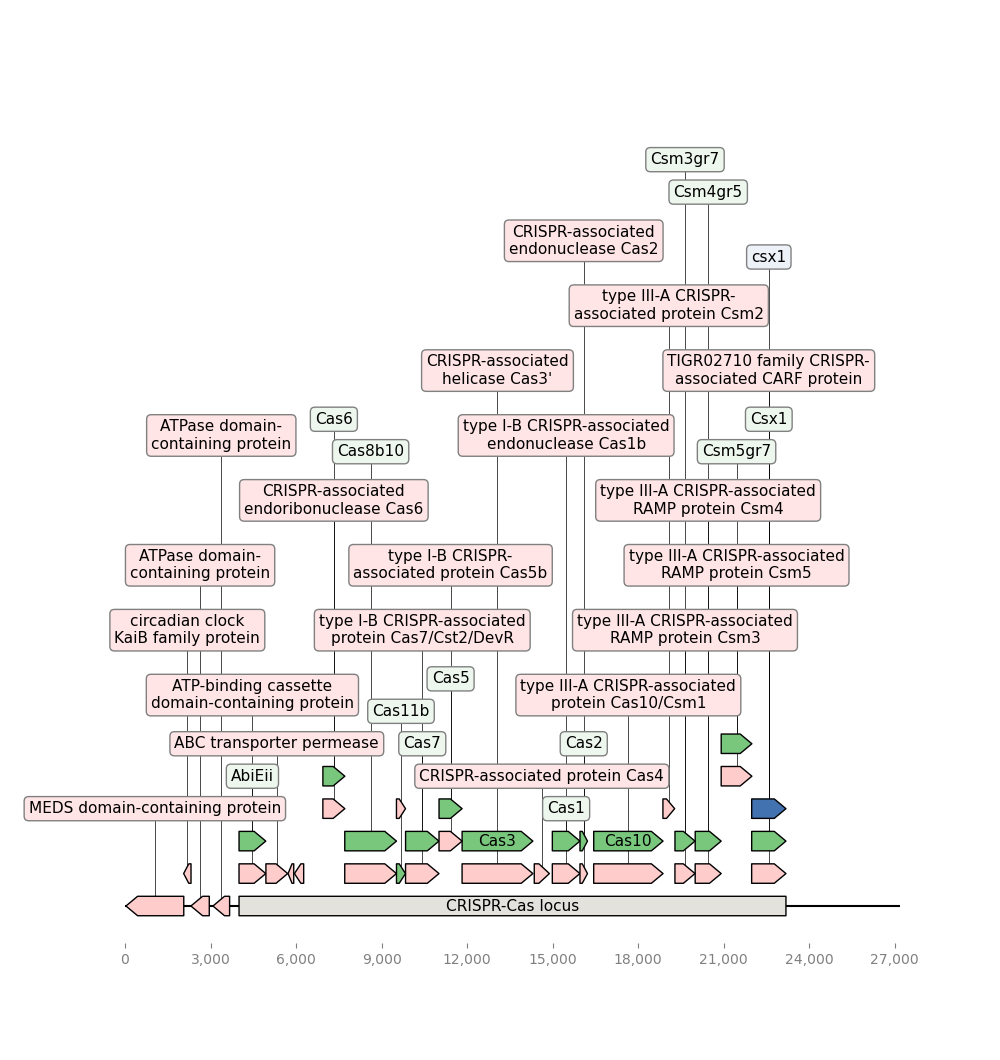 Csm3gr7
Csm4gr5
CRISPR-associated
endonuclease Cas2
csx1
type III-A CRISPR-
associated protein Csm2
CRISPR-associated
helicase Cas3'
TIGR02710 family CRISPR-
associated CARF protein
Cas6
Csx1
ATPase domain-
containing protein
type I-B CRISPR-associated
endonuclease Cas1b
Cas8b10
Csm5gr7
CRISPR-associated
endoribonuclease Cas6
type III-A CRISPR-associated
RAMP protein Csm4
ATPase domain-
containing protein
type I-B CRISPR-
associated protein Cas5b
type III-A CRISPR-associated
RAMP protein Csm5
circadian clock
KaiB family protein
type I-B CRISPR-associated
protein Cas7/Cst2/DevR
type III-A CRISPR-associated
RAMP protein Csm3
Cas5
ATP-binding cassette
domain-containing protein
type III-A CRISPR-associated
protein Cas10/Csm1
Cas11b
ABC transporter permease
Cas7
Cas2
AbiEii
CRISPR-associated protein Cas4
MEDS domain-containing protein
Cas1
Cas3
Cas10
CRISPR-Cas locus
0
3,000
6,000
9,000
12,000
15,000
18,000
21,000
24,000
27,000